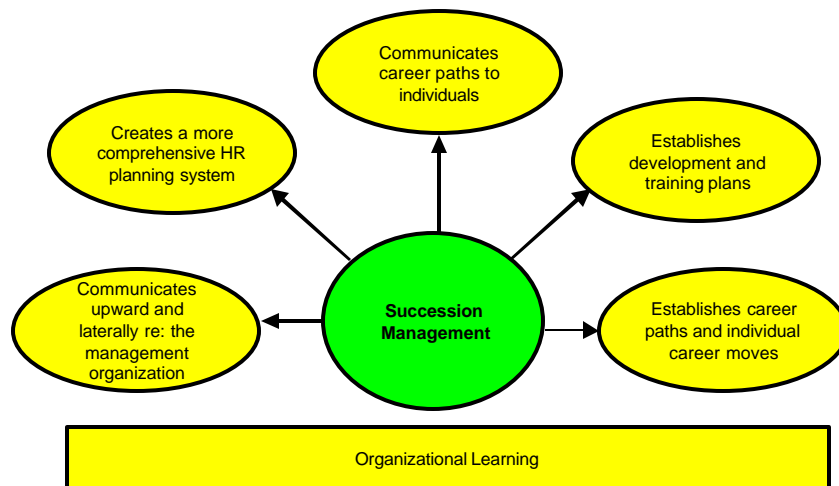 Communicates
career paths to
individuals
Creates a more
comprehensive HR
planning system
Establishes
development and
training plans
Communicates
upward and
laterally re: the
management
organization
Succession
Management
Establishes career
paths and individual
career moves
Organizational Learning